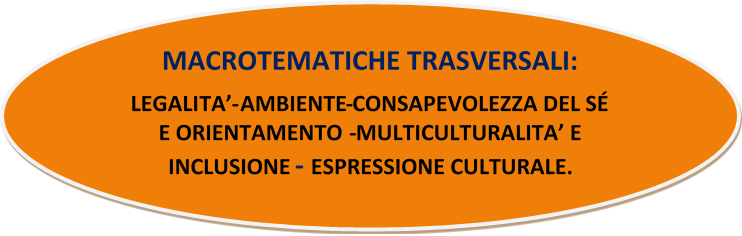 MACROTEMATICHE TRASVERSALI:
LEGALITA’-AMBIENTE-CONSAPEVOLEZZA DEL SÉ
E ORIENTAMENTO -MULTICULTURALITA’ E
INCLUSIONE - ESPRESSIONE CULTURALE.